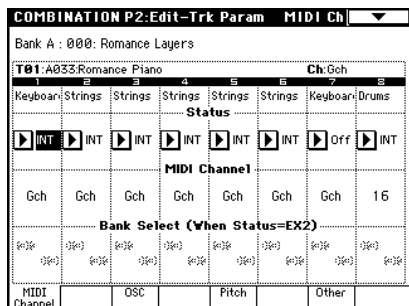 COMBINATION P2:Edit-Trk Param MIDI Ch
Bank A : 000: Romance Layers
T01:A033:Romance Piano Ch:Gch
1 2 3 4 5 6 7 8
Keyboar Strings Strings Strings Strings Strings Keyboar Drums
Status
INT INT INT INT INT INT Off INT
MIDI Channel
Gch Gch Gch Gch Gch Gch Gch 16
Bank Select (When Status=EX2)
MIDI Channel OSC Pitch Other